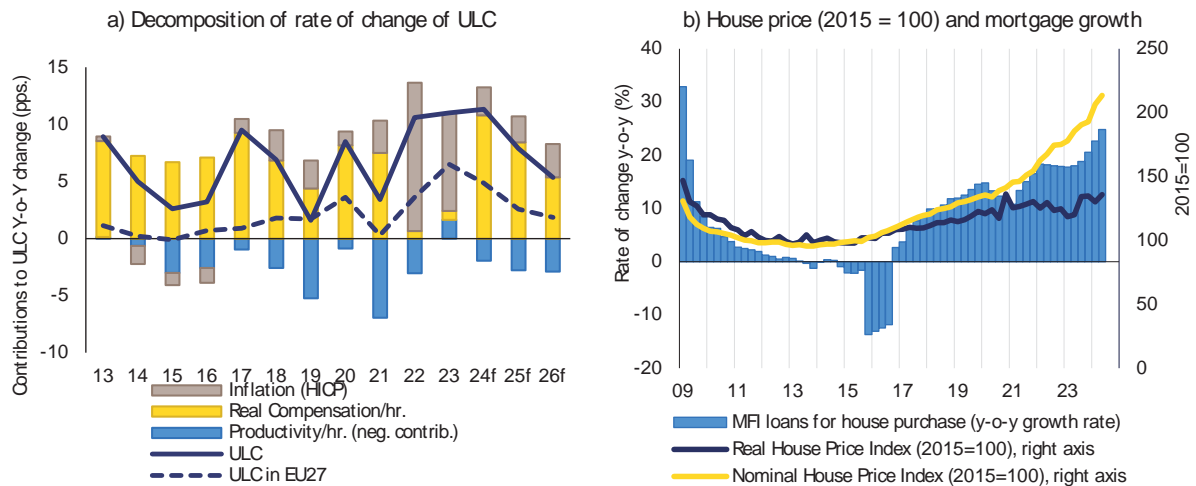 a) Decomposition of rate of change of ULC
Contributions to ULC Y-o-Y change (pps.)
15
10
5
0
-5
-10
13 14 15 16 17 18 19 20 21 22 23 24f 25f 26f
Inflation (HICP)
Real Compensation/hr.
Productivity/hr. (neg. contrib.)
ULC
ULC in EU27
b) House price (2015 = 100) and mortgage growth
Rate of change y-o-y (%)
40
30
20
10
0
-10
-20
250
200
150
100
50
0
2015=100
09 11 13 15 17 19 21 23
MFI loans for house purchase (y-o-y growth rate)
Real House Price Index (2015=100), right axis
Nominal House Price Index (2015=100), right axis